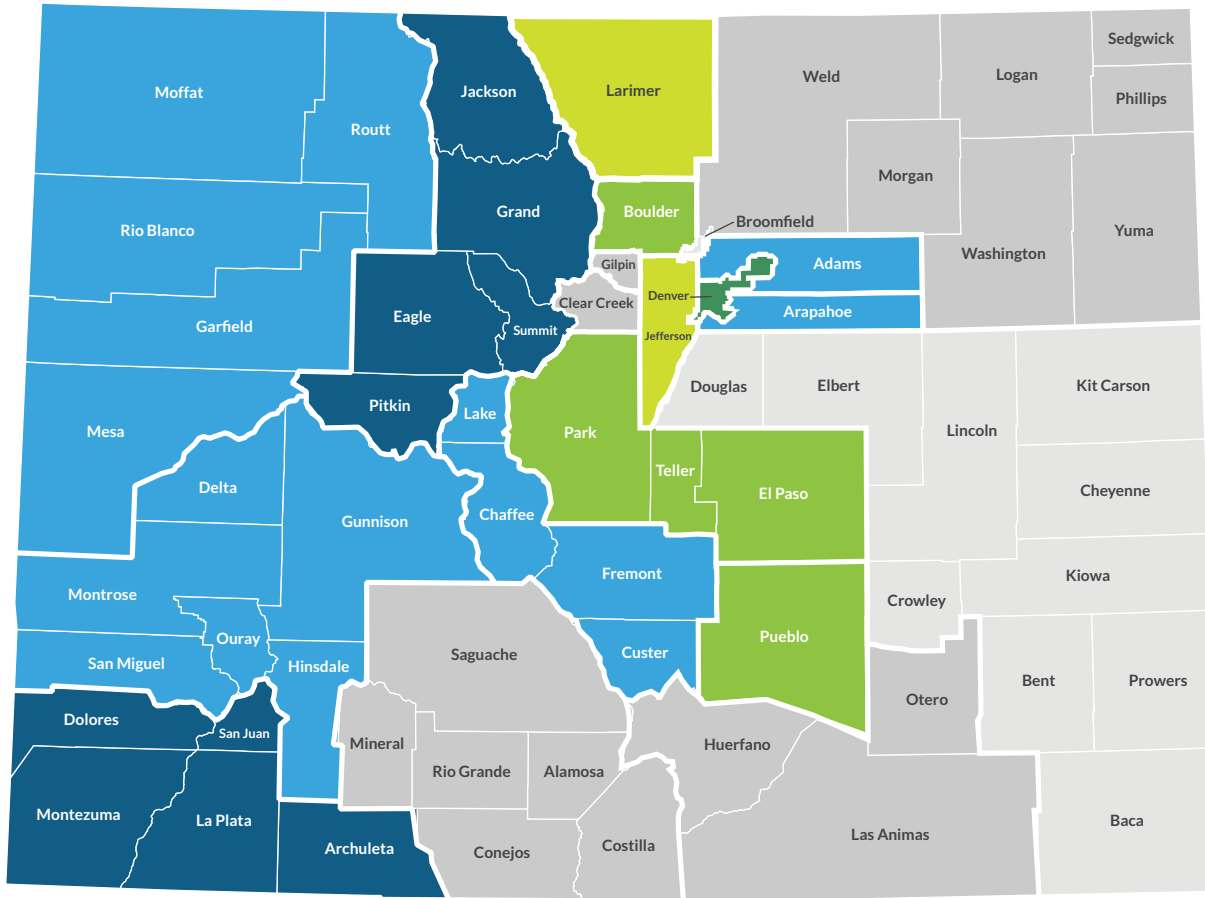 Sedgwick
Moffat
Jackson
Larimer
Weld
Logan
Phillips
Routt
Morgan
Rio Blanco
Grand
Boulder
Broomfield
Yuma
Washington
Gilpin
Adams
Garfield
Eagle
Summit
Clear Creek
Denver
Arapahoe
Jefferson
Mesa
Pitkin
Lake
Park
Douglas
Elbert
Kit Carson
Lincoln
Delta
Gunnison
Chaffee
Teller
El Paso
Cheyenne
Montrose
Fremont
Crowley
Kiowa
Ouray
San Miguel
Hinsdale
Saguache
Custer
Pueblo
Otero
Bent
Prowers
Dolores
San Juan
Mineral
Rio Grande
Alamosa
Huerfano
Montezuma
La Plata
Archuleta
Conejos
Costilla
Las Animas
Baca